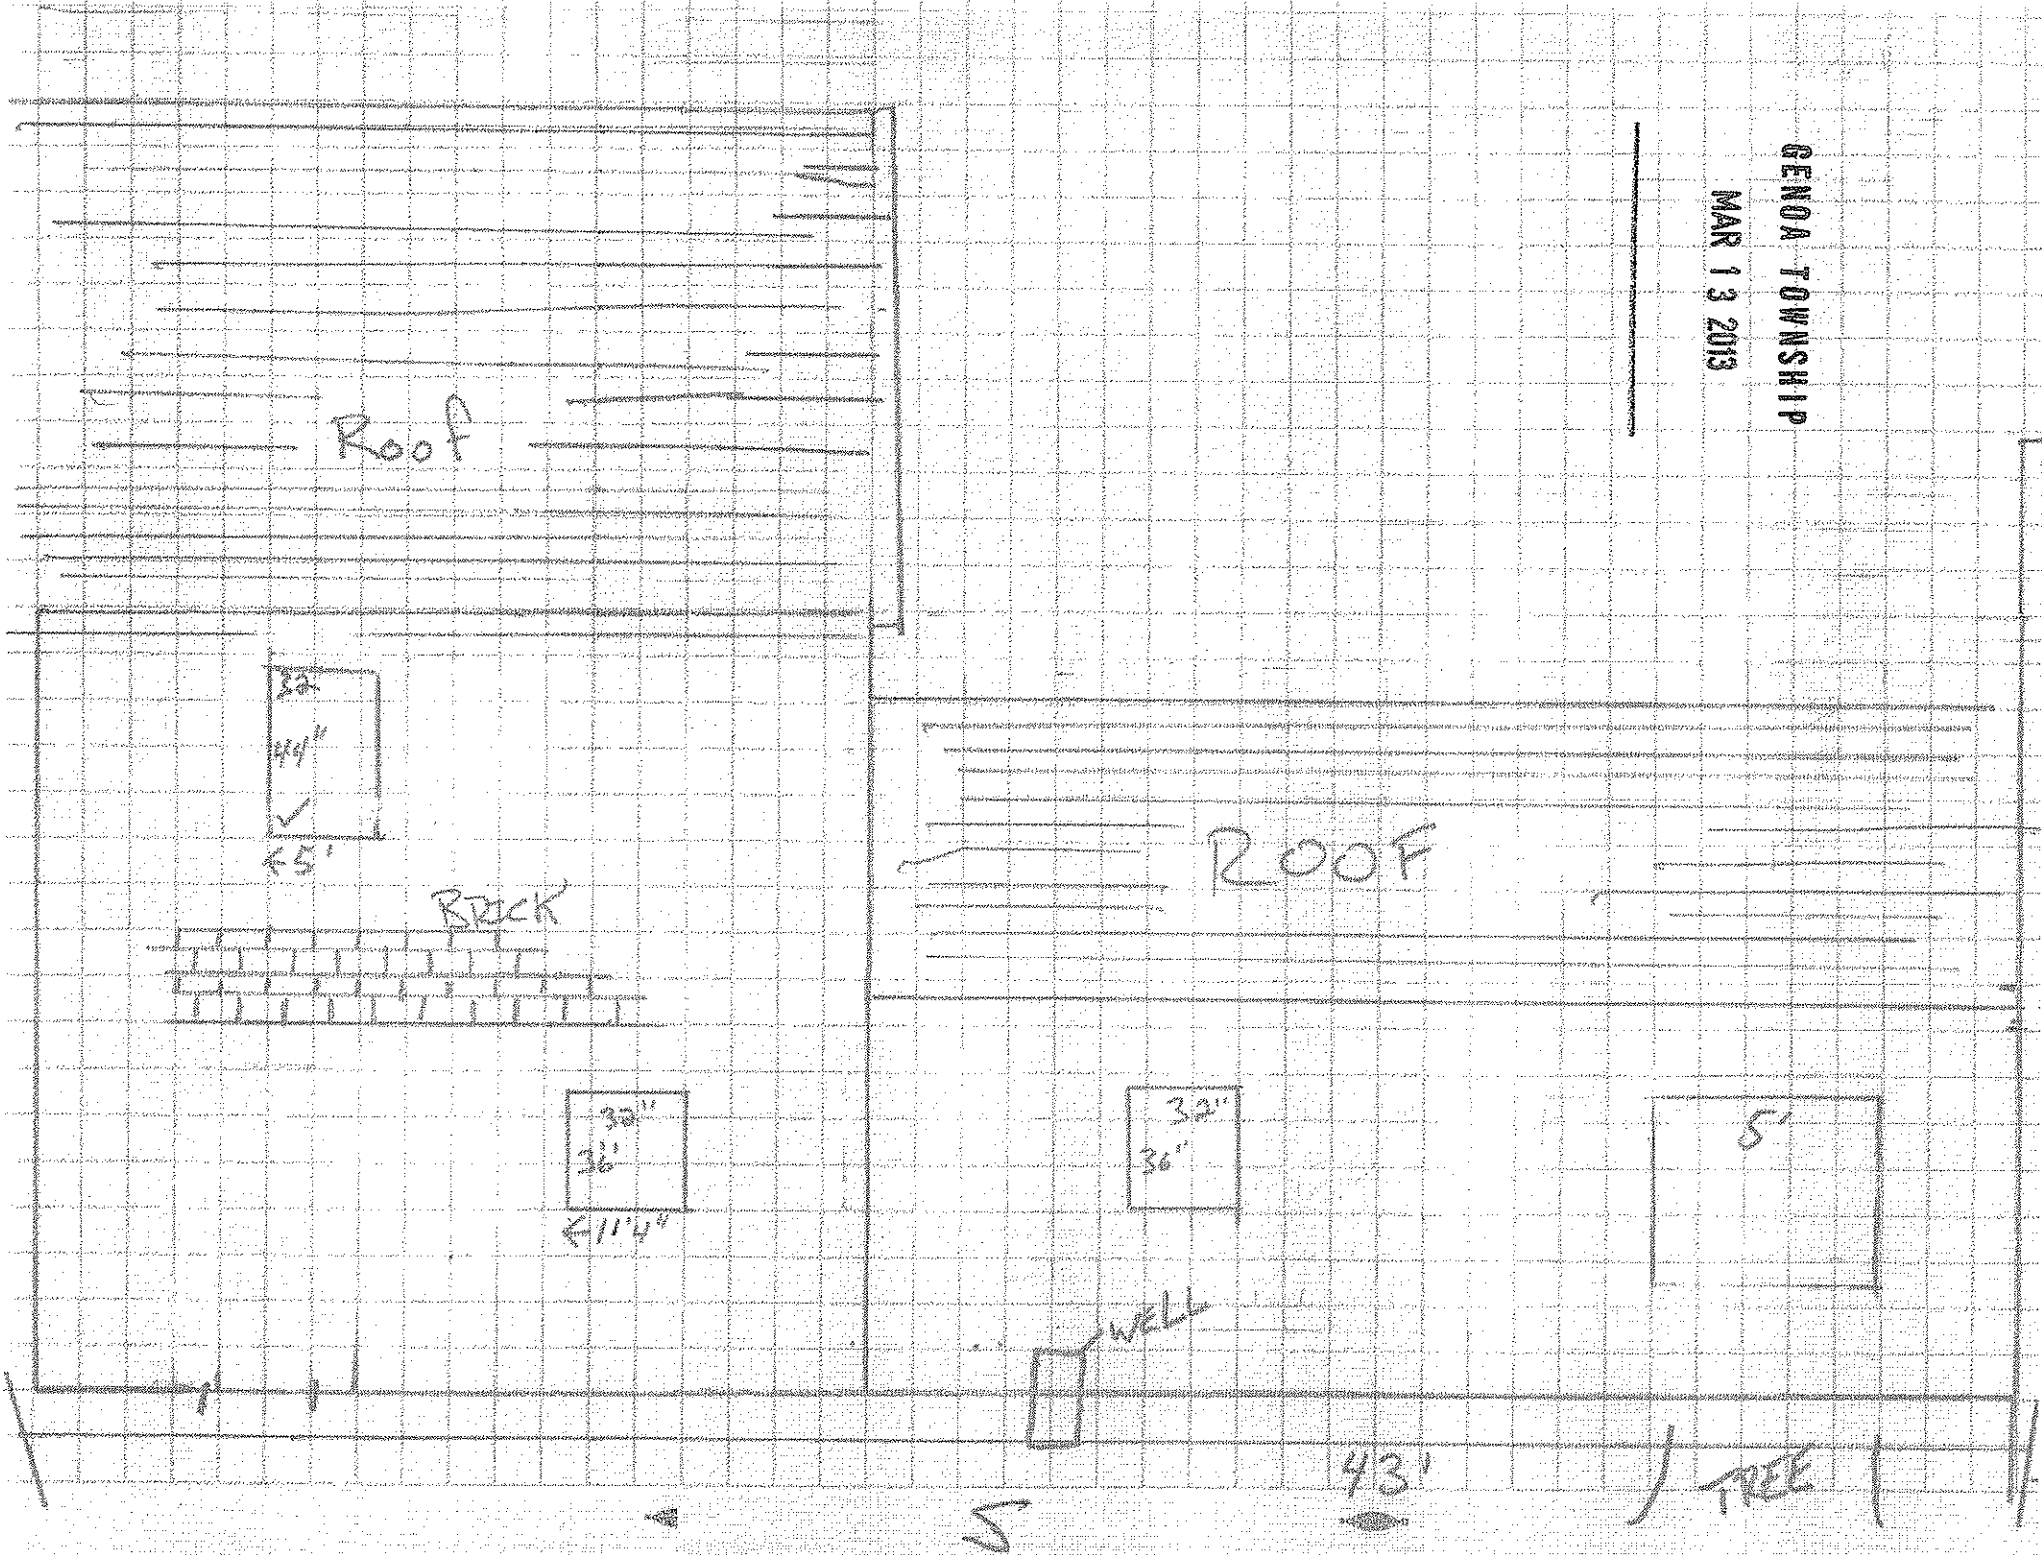 GENOA TOWNSHIP
MAR 13 2013
Roof
32
44"
✓
←5'
BRICK
ROOF
32"
36"
←11'4"
32"
36"
5'
WELL
43'
TREE
S